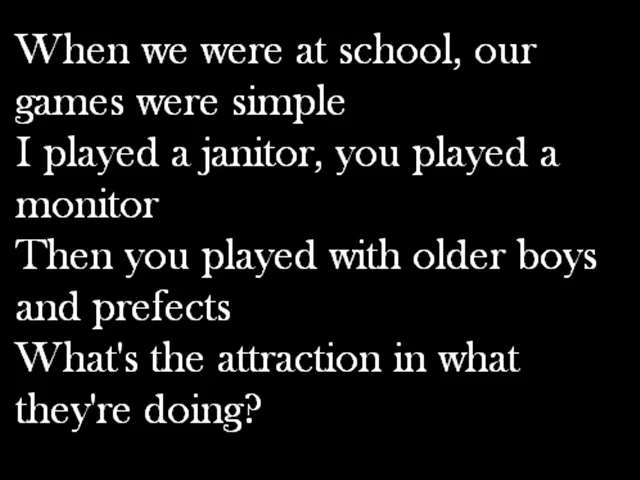 When we were at school, our
games were simple
I played a janitor, you played a
monitor
Then you played with older boys
and prefects
What's the attraction in what
they're doing?